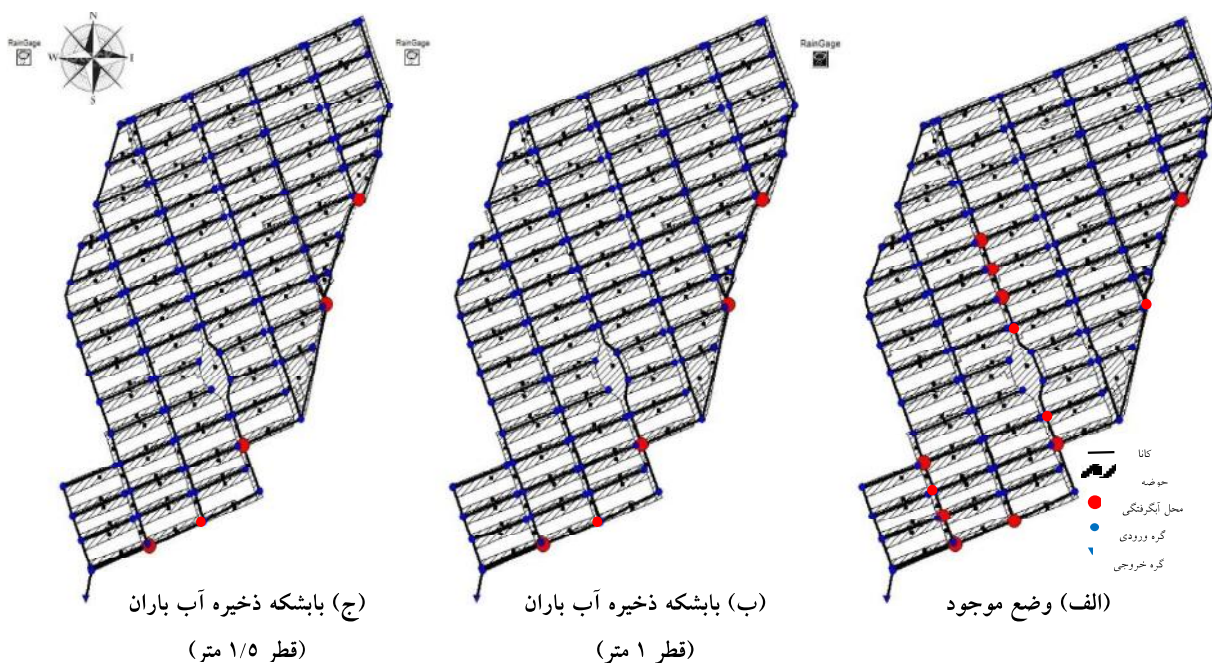 RainGage
N
W
E
S
RainGage
RainGage
کانا
حوضه
محل آبگرفتگی
گره ورودی
گره خروجی
(الف) وضع موجود
(ب) بابشکه ذخیره آب باران
(قطر ۱ متر)
(ج) بابشکه ذخیره آب باران
(قطر ۱/۵ متر)